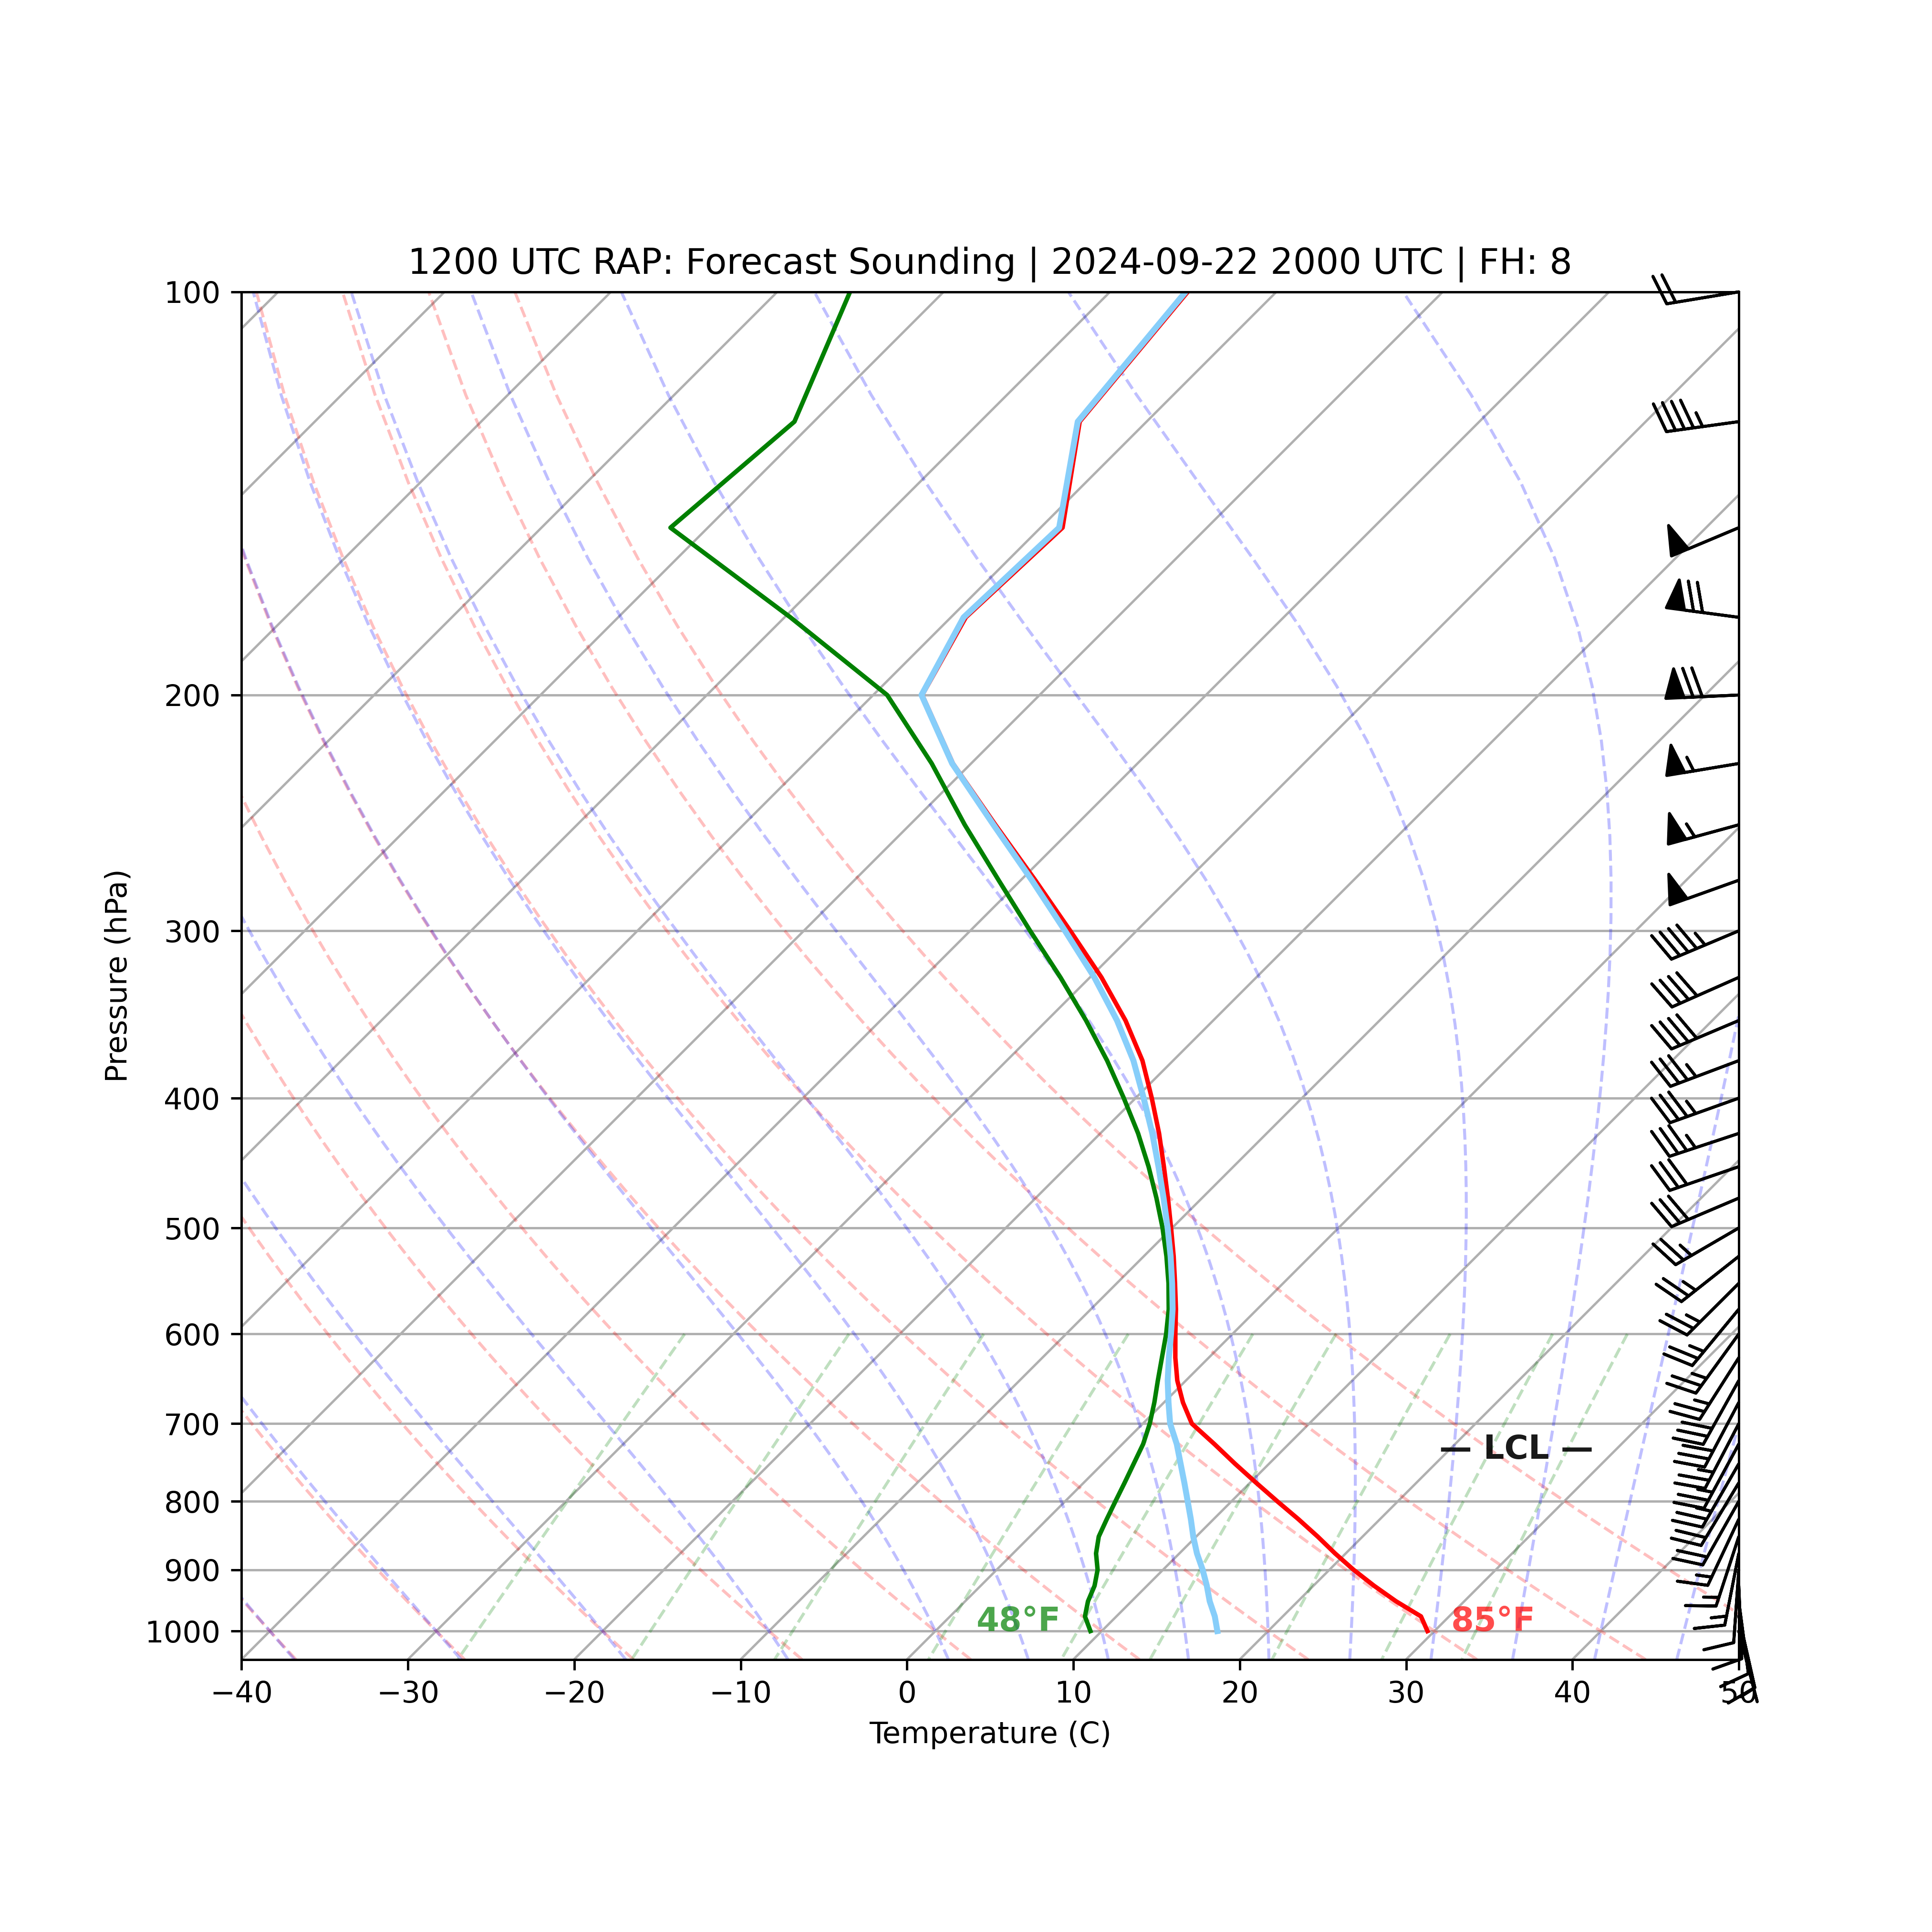 1200 UTC RAP: Forecast Sounding | 2024-09-22 2000 UTC | FH: 8
100
200
300
400
500
600
700
800
900
1000
Pressure (hPa)
— LCL —
48°F
85°F
−40 −30 −20 −10 0 10 20 30 40 50
Temperature (C)